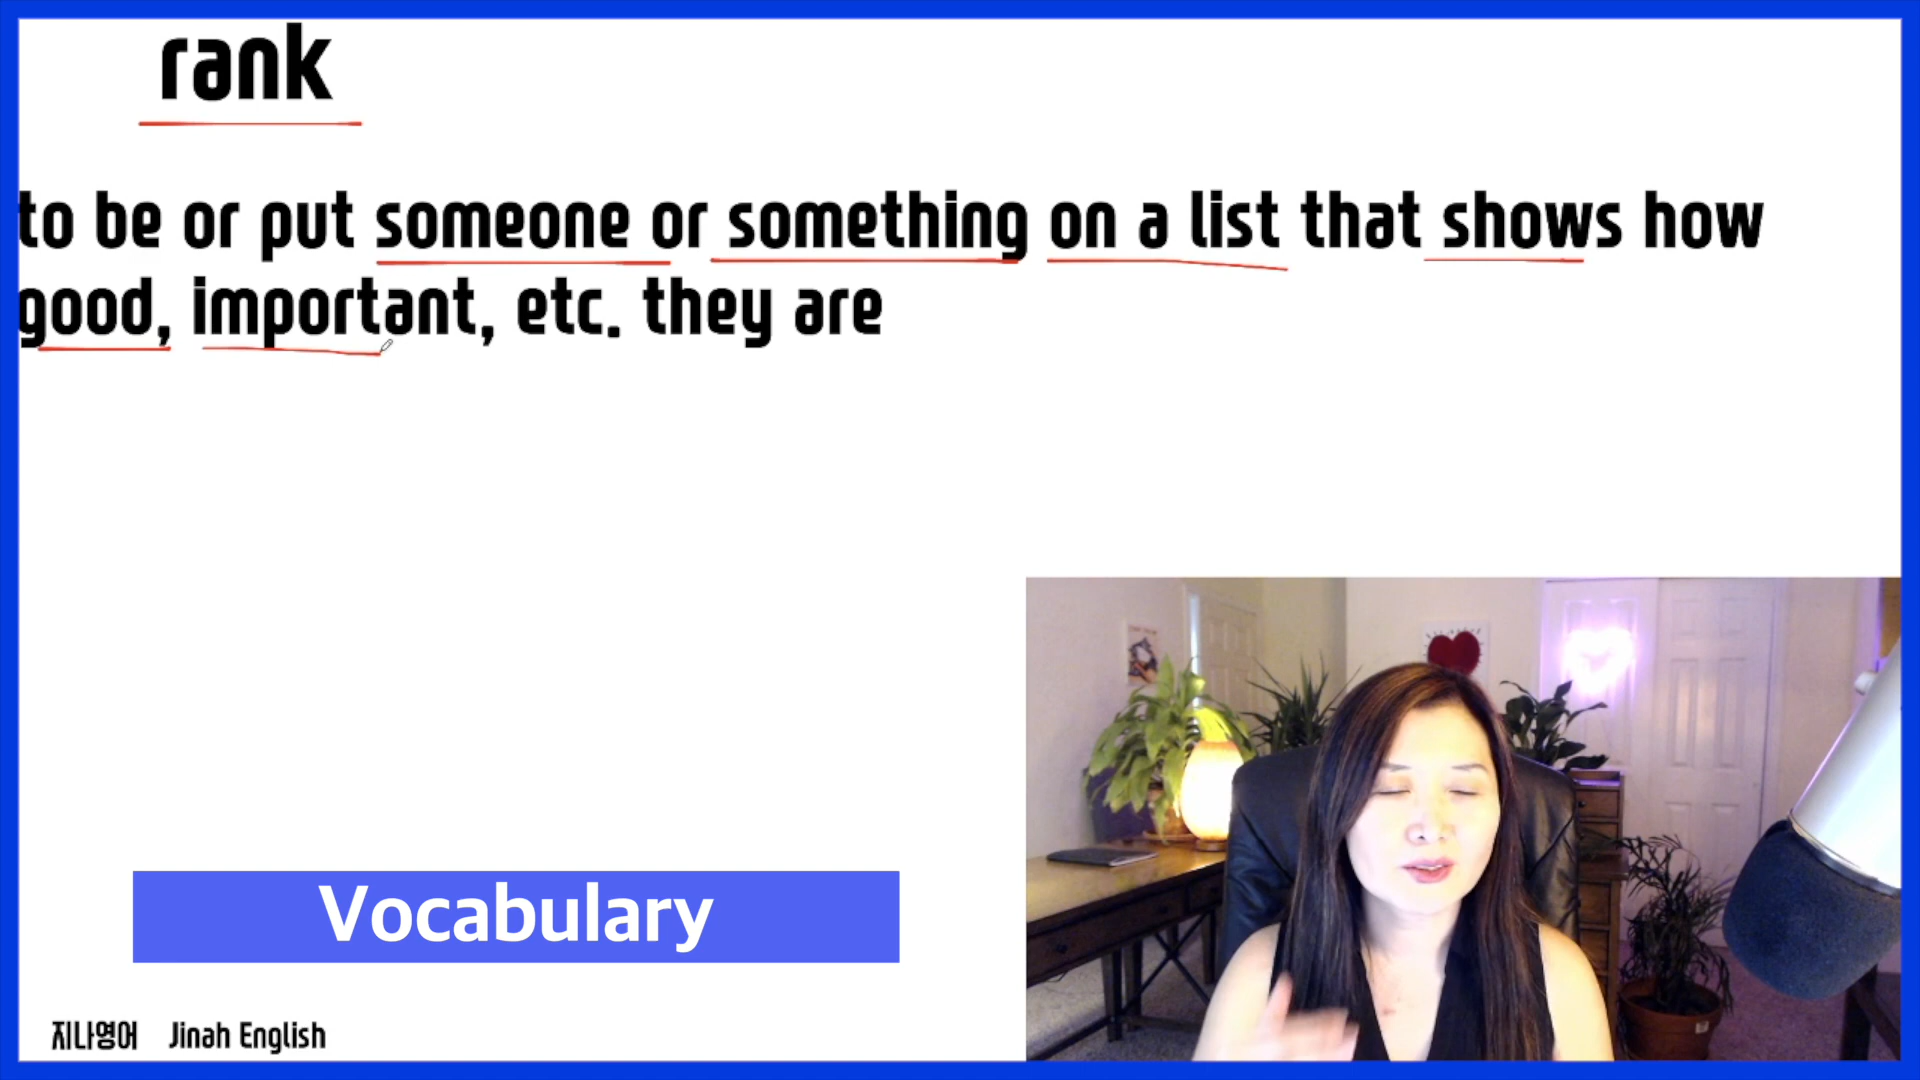 rank
to be or put someone or something on a list that shows how
good, important, etc. they are
Vocabulary
지나영어 Jinah English